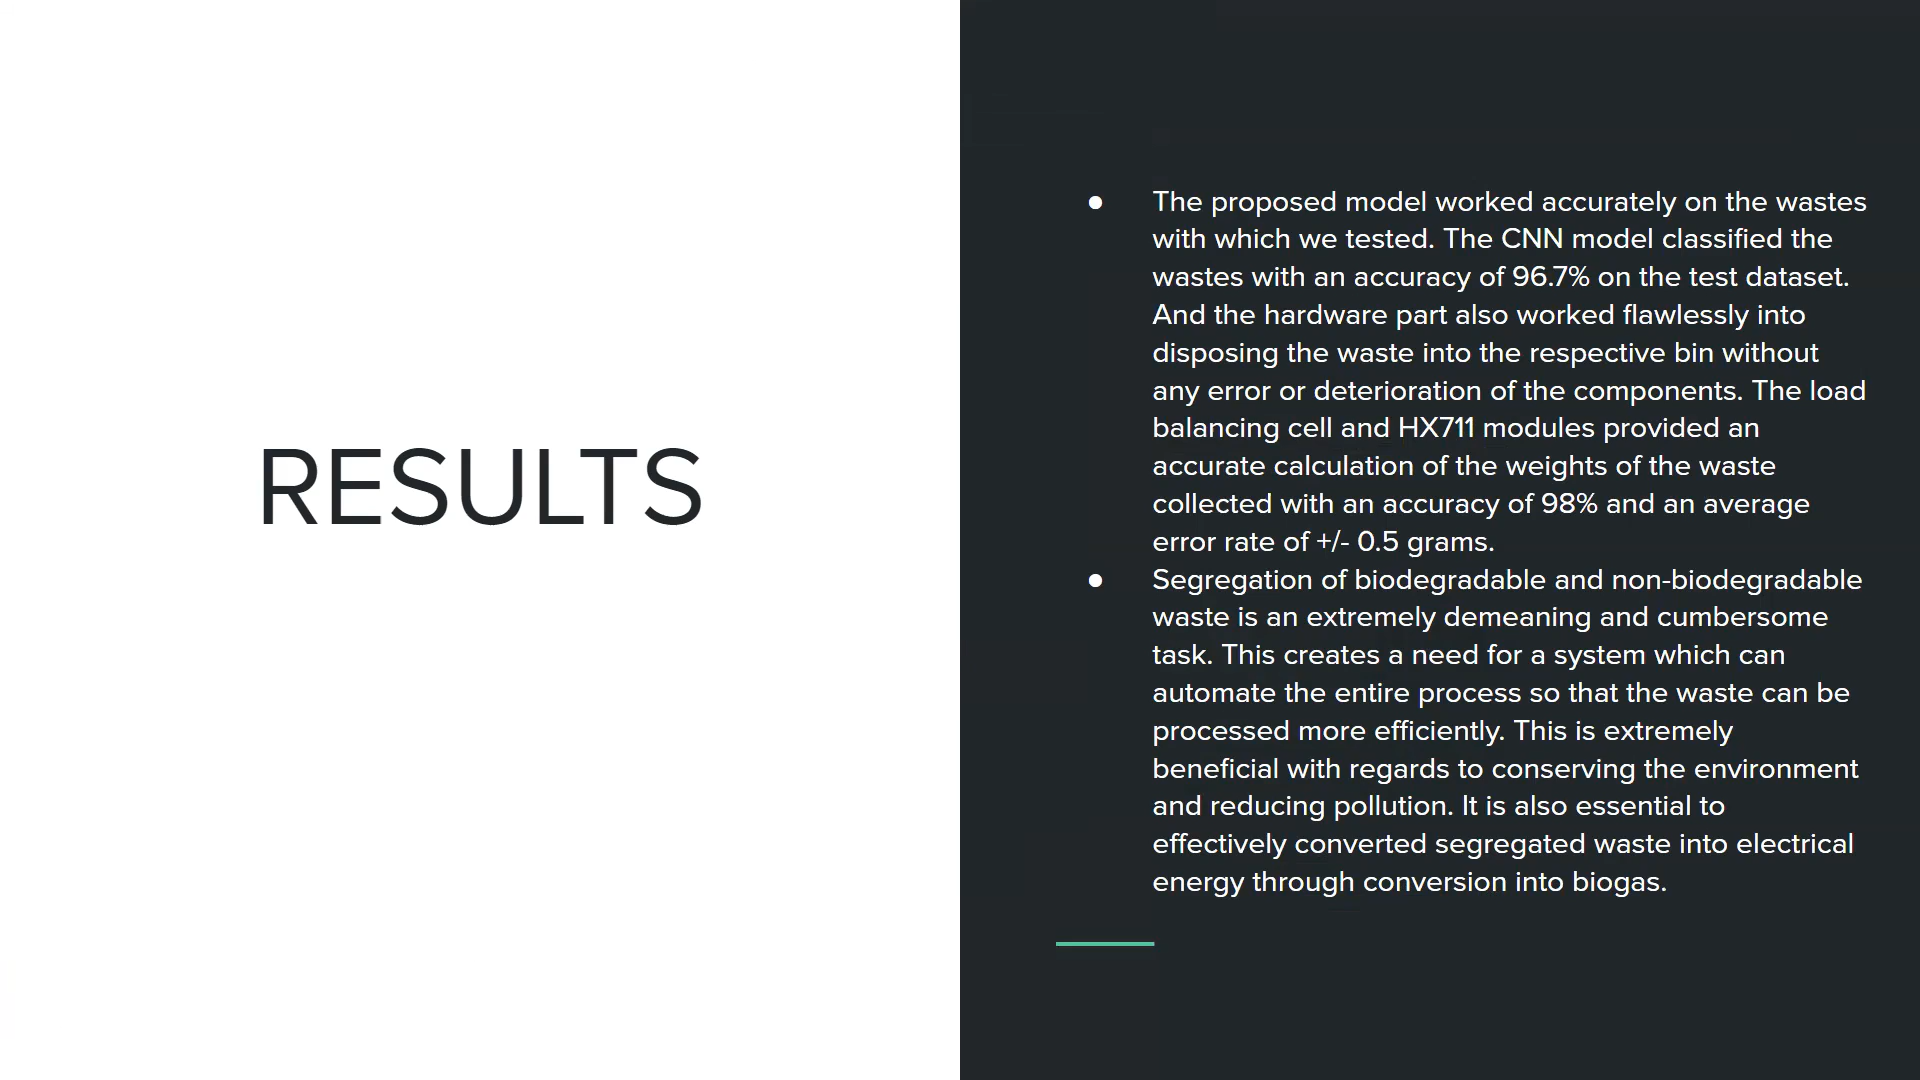 RESULTS
● The proposed model worked accurately on the wastes
with which we tested. The CNN model classified the
wastes with an accuracy of 96.7% on the test dataset.
And the hardware part also worked flawlessly into
disposing the waste into the respective bin without
any error or deterioration of the components. The load
balancing cell and HX711 modules provided an
accurate calculation of the weights of the waste
collected with an accuracy of 98% and an average
error rate of +/- 0.5 grams.
● Segregation of biodegradable and non-biodegradable
waste is an extremely demeaning and cumbersome
task. This creates a need for a system which can
automate the entire process so that the waste can be
processed more efficiently. This is extremely
beneficial with regards to conserving the environment
and reducing pollution. It is also essential to
effectively converted segregated waste into electrical
energy through conversion into biogas.